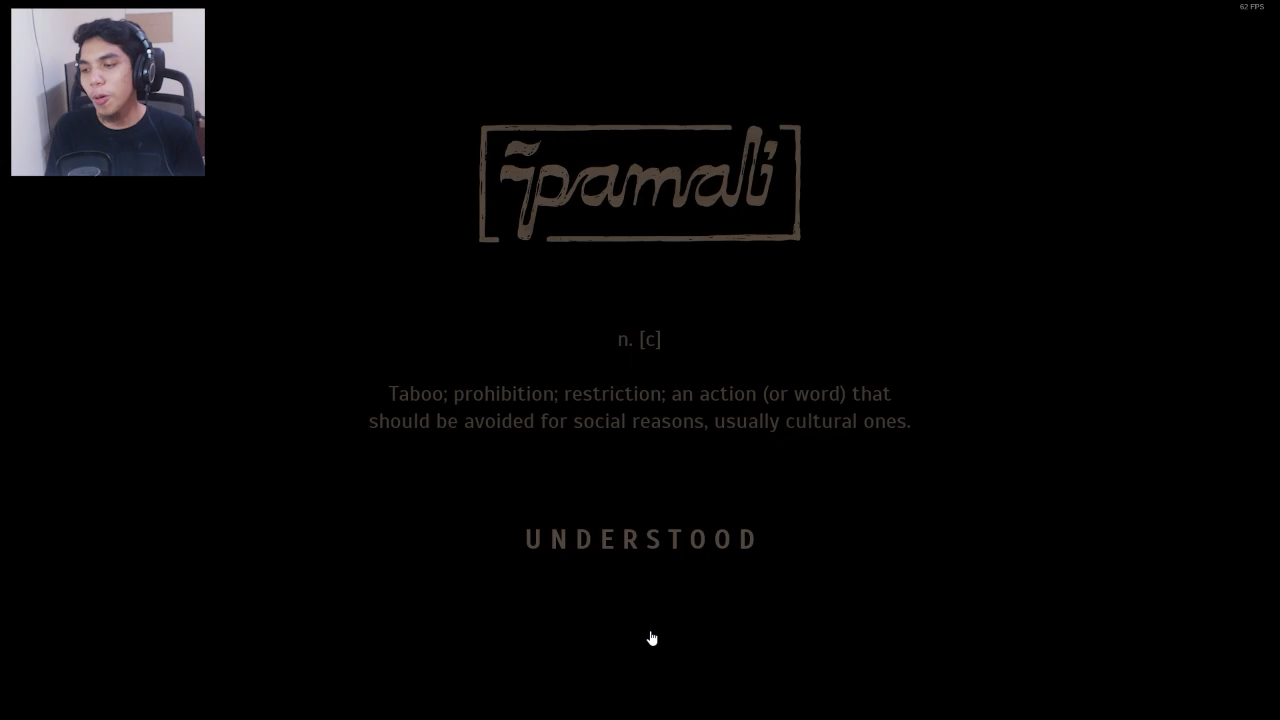 62 FPS
pamali
n. [c]
Taboo; prohibition; restriction; an action (or word) that
should be avoided for social reasons, usually cultural ones.
UNDERSTOOD